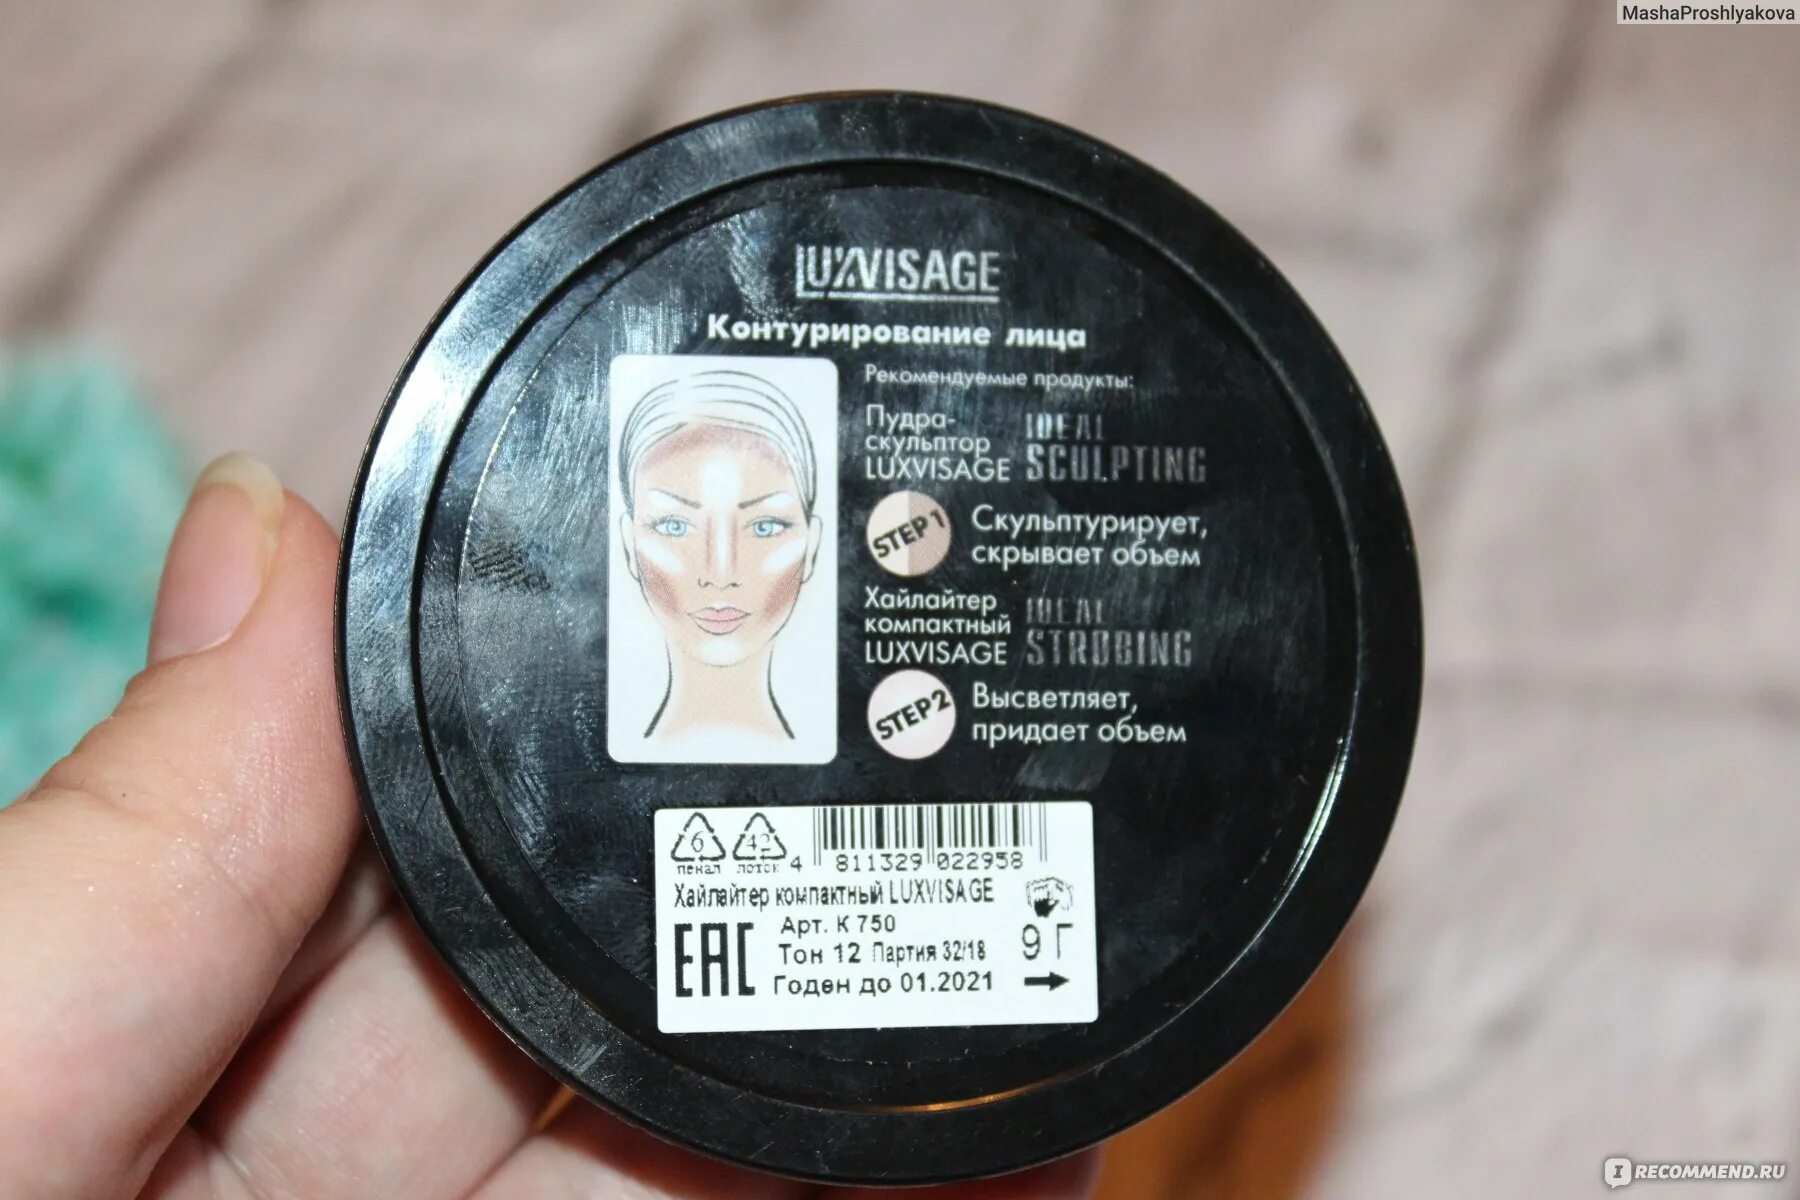 MashaProshlyakova
LUXVISAGE
Контурирование лица
Рекомендуемые продукты:
Пудра-
скульптор
LUXVISAGE
IDEAL
SCULPTING
STEP 1
Скульптурирует,
скрывает объем
Хайлайтер
компактный
LUXVISAGE
IDEAL
STROBING
STEP 2
Высветляет,
придает объем
6
пенал
42
лоток
4 811329 022958
Хайлайтер компактный LUXVISAGE
EAC
Арт. К 750
Тон 12 Партия 32/18
Годен до 01.2021
9 Г
I RECOMMEND.RU